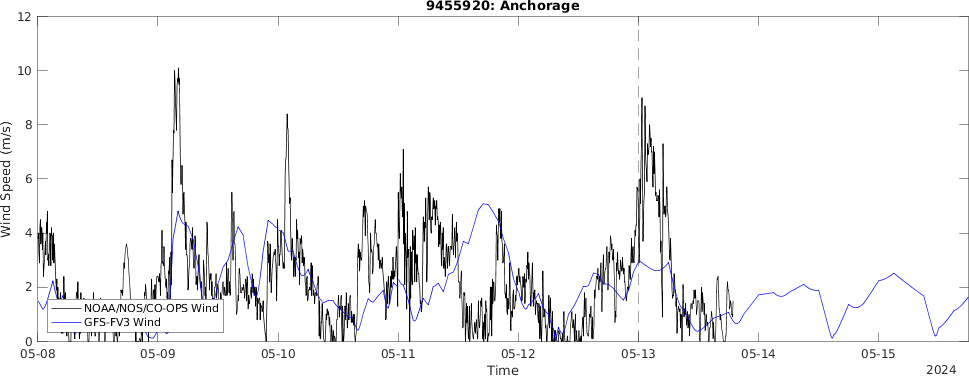 9455920: Anchorage
12
10
8
6
4
2
0
Wind Speed (m/s)
NOAA/NOS/CO-OPS Wind
GFS-FV3 Wind
05-08 05-09 05-10 05-11 05-12 05-13 05-14 05-15
Time
2024